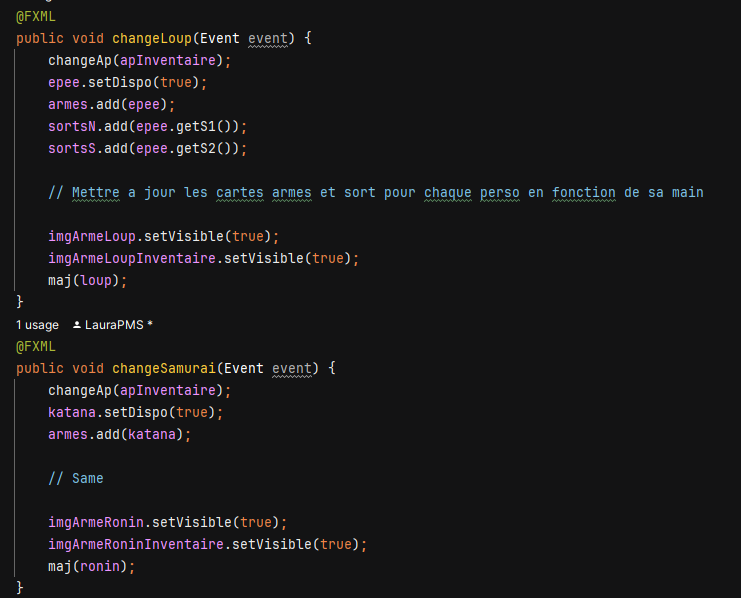 @FXML
public void changeLoup(Event event) {
changeAp(apInventaire);
epee.setDispo(true);
armes.add(epee);
sortsN.add(epee.getS1());
sortsS.add(epee.getS2());
// Mettre a jour les cartes armes et sort pour chaque perso en fonction de sa main
imgArmeLoup.setVisible(true);
imgArmeLoupInventaire.setVisible(true);
maj(loup);
}
1 usage LauraPMS *
@FXML
public void changeSamurai(Event event) {
changeAp(apInventaire);
katana.setDispo(true);
armes.add(katana);
// Same
imgArmeRonin.setVisible(true);
imgArmeRoninInventaire.setVisible(true);
maj(ronin);
}